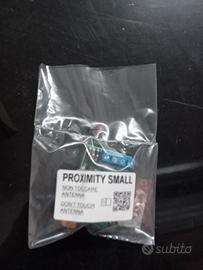 PROXIMITY SMALL
NON TOCCARE
ANTENNA
DON'T TOUCH
ANTENNA
subito